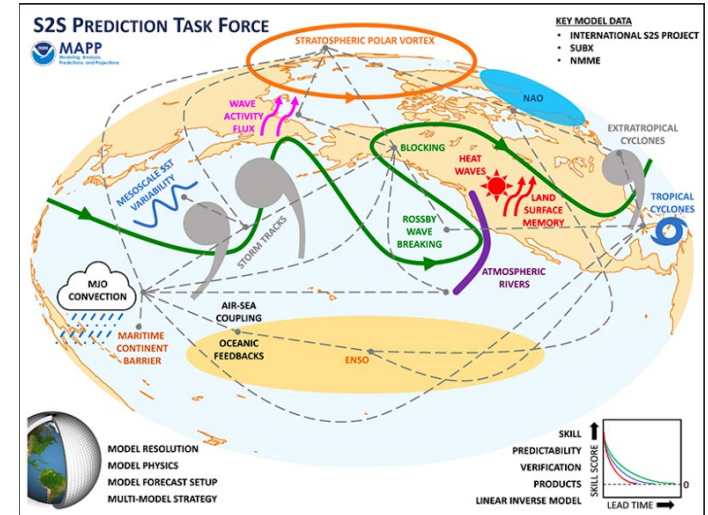 S2S PREDICTION TASK FORCE
NOAA
MAPP
Modeling, Analysis,
Predictions, and Projections
KEY MODEL DATA
• INTERNATIONAL S2S PROJECT
• SUBX
• NMME
STRATOSPHERIC POLAR VORTEX
NAO
WAVE
ACTIVITY
FLUX
BLOCKING
EXTRATROPICAL
CYCLONES
HEAT
WAVES
MESOSCALE SST
VARIABILITY
LAND
SURFACE
MEMORY
TROPICAL
CYCLONES
STORM TRACKS
ROSSBY
WAVE
BREAKING
ATMOSPHERIC
RIVERS
MJO
CONVECTION
AIR-SEA
COUPLING
MARITIME
CONTINENT
BARRIER
OCEANIC
FEEDBACKS
ENSO
MODEL RESOLUTION
MODEL PHYSICS
MODEL FORECAST SETUP
MULTI-MODEL STRATEGY
SKILL
PREDICTABILITY
VERIFICATION
PRODUCTS
LINEAR INVERSE MODEL
SKILL SCORE
0
LEAD TIME